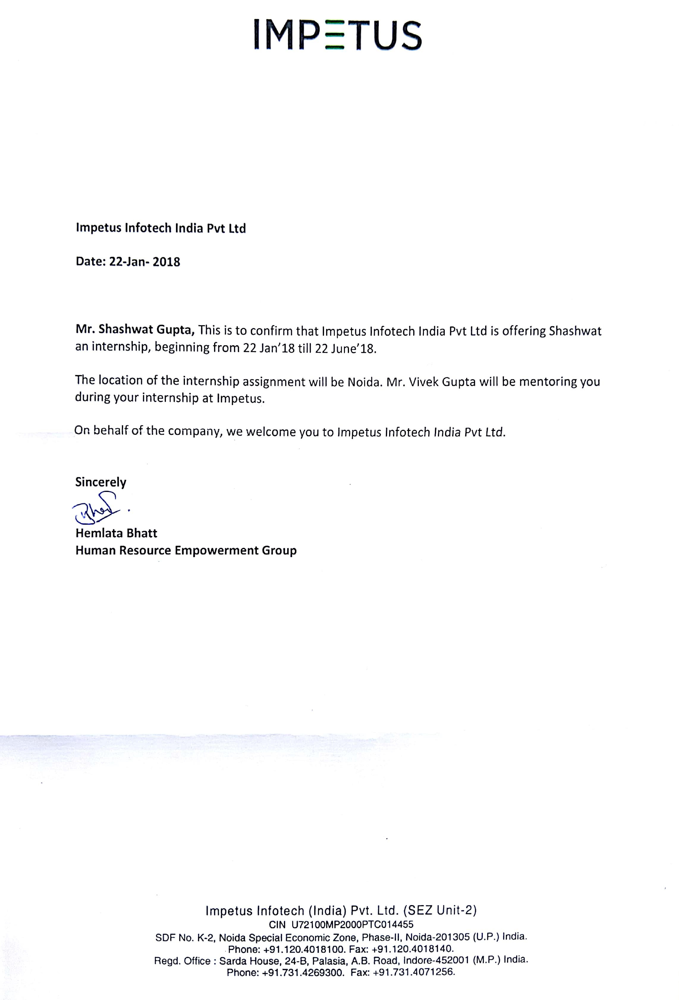 IMPETUS
Impetus Infotech India Pvt Ltd
Date: 22-Jan- 2018
Mr. Shashwat Gupta, This is to confirm that Impetus Infotech India Pvt Ltd is offering Shashwat
an internship, beginning from 22 Jan'18 till 22 June'18.
The location of the internship assignment will be Noida. Mr. Vivek Gupta will be mentoring you
during your internship at Impetus.
On behalf of the company, we welcome you to Impetus Infotech India Pvt Ltd.
Sincerely
Hemlata Bhatt
Human Resource Empowerment Group
Impetus Infotech (India) Pvt. Ltd. (SEZ Unit-2)
CIN U72100MP2000PTC014455
SDF No. K-2, Noida Special Economic Zone, Phase-II, Noida-201305 (U.P.) India.
Phone: +91.120.4018100. Fax: +91.120.4018140.
Regd. Office : Sarda House, 24-B, Palasia, A.B. Road, Indore-452001 (M.P.) India.
Phone: +91.731.4269300. Fax: +91.731.4071256.